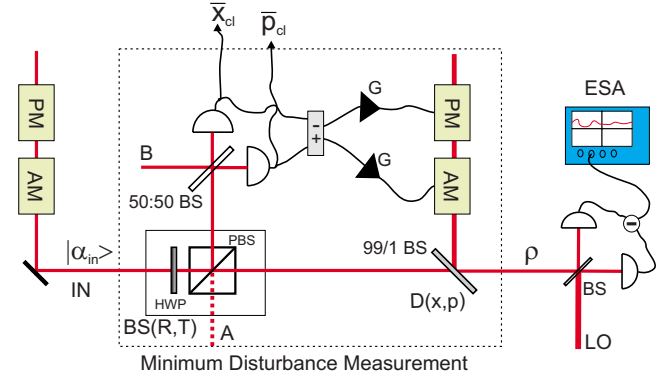 x̅cl
p̅cl
PM
AM
B
50:50 BS
-
+
G
G
PM
AM
ESA
|αin>
IN
HWP
PBS
BS(R,T)
A
99/1 BS
D(x,p)
ρ
−
BS
LO
Minimum Disturbance Measurement